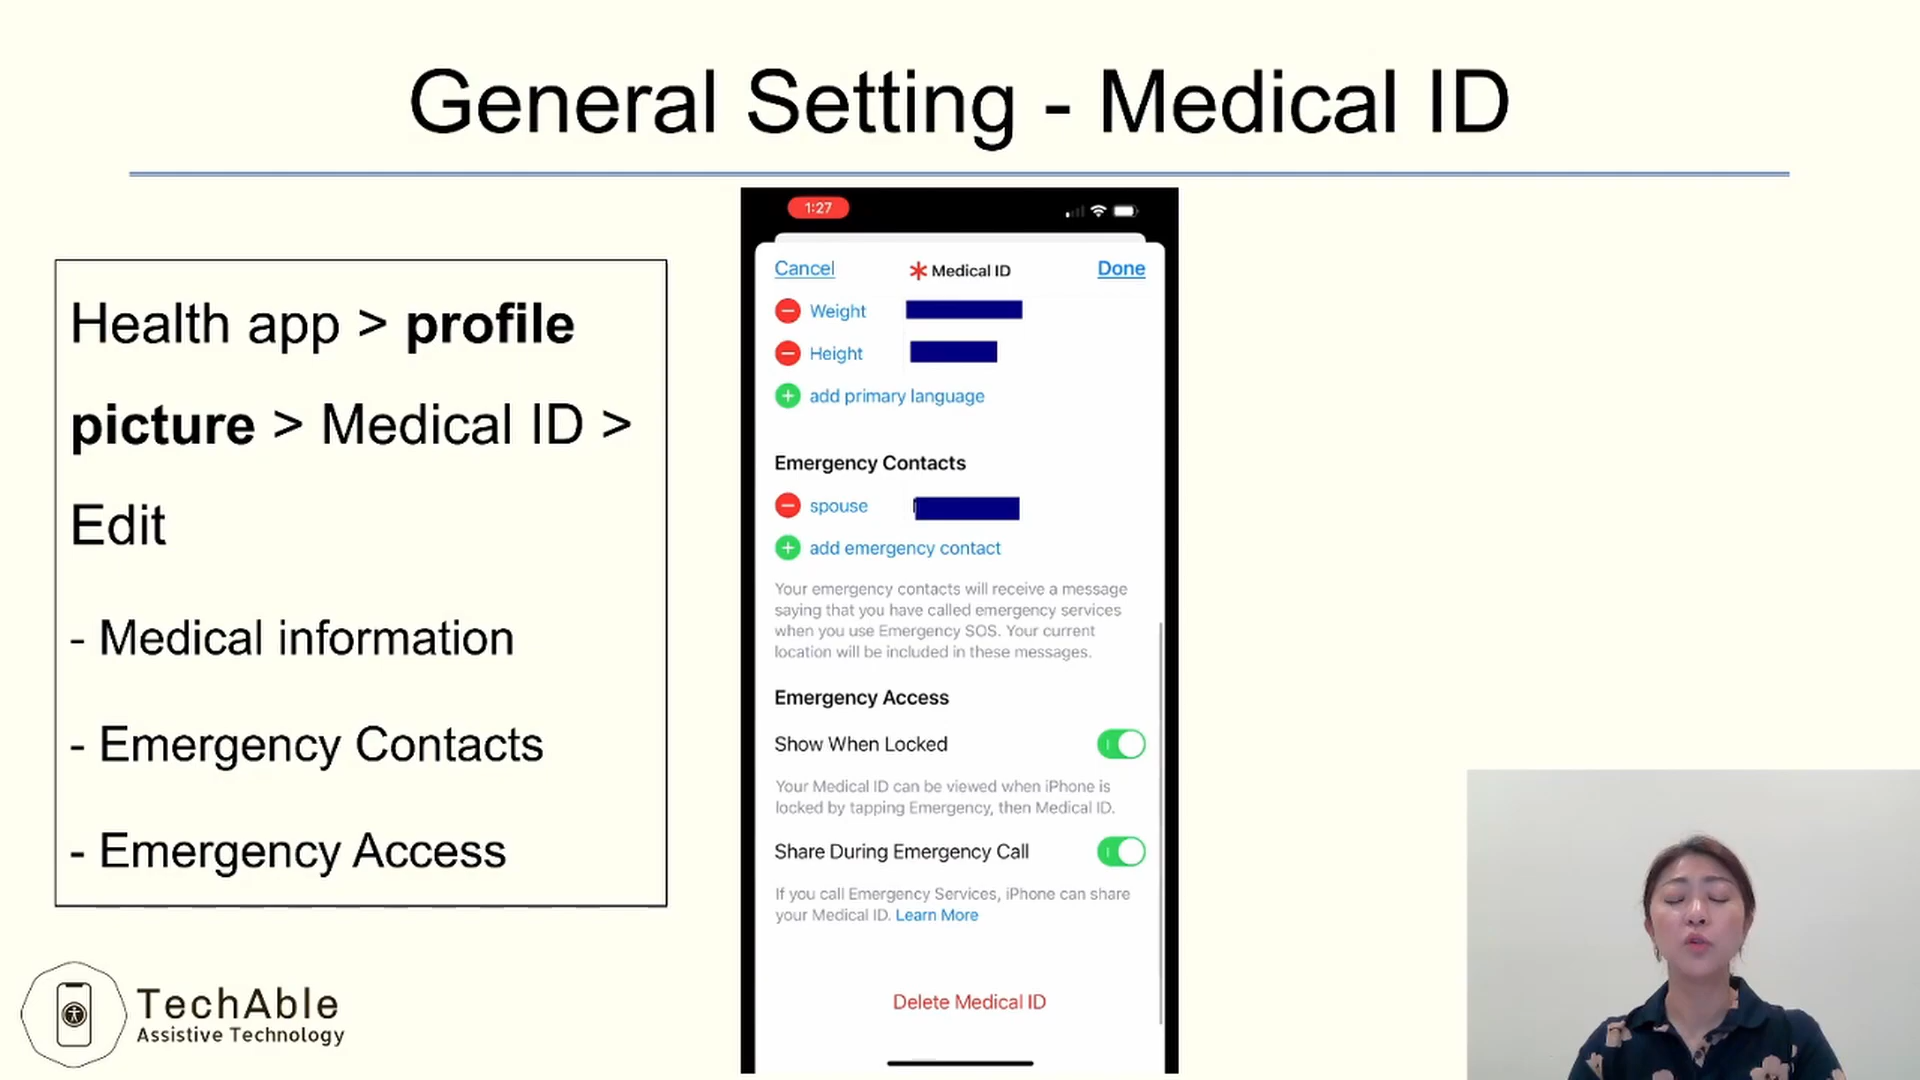 General Setting - Medical ID
Health app > profile
picture > Medical ID >
Edit
- Medical information
- Emergency Contacts
- Emergency Access
TechAble
Assistive Technology
1:27
Cancel
Medical ID
Done
Weight
Height
add primary language
Emergency Contacts
spouse
add emergency contact
Your emergency contacts will receive a message
saying that you have called emergency services
when you use Emergency SOS. Your current
location will be included in these messages.
Emergency Access
Show When Locked
Your Medical ID can be viewed when iPhone is
locked by tapping Emergency, then Medical ID.
Share During Emergency Call
If you call Emergency Services, iPhone can share
your Medical ID. Learn More
Delete Medical ID